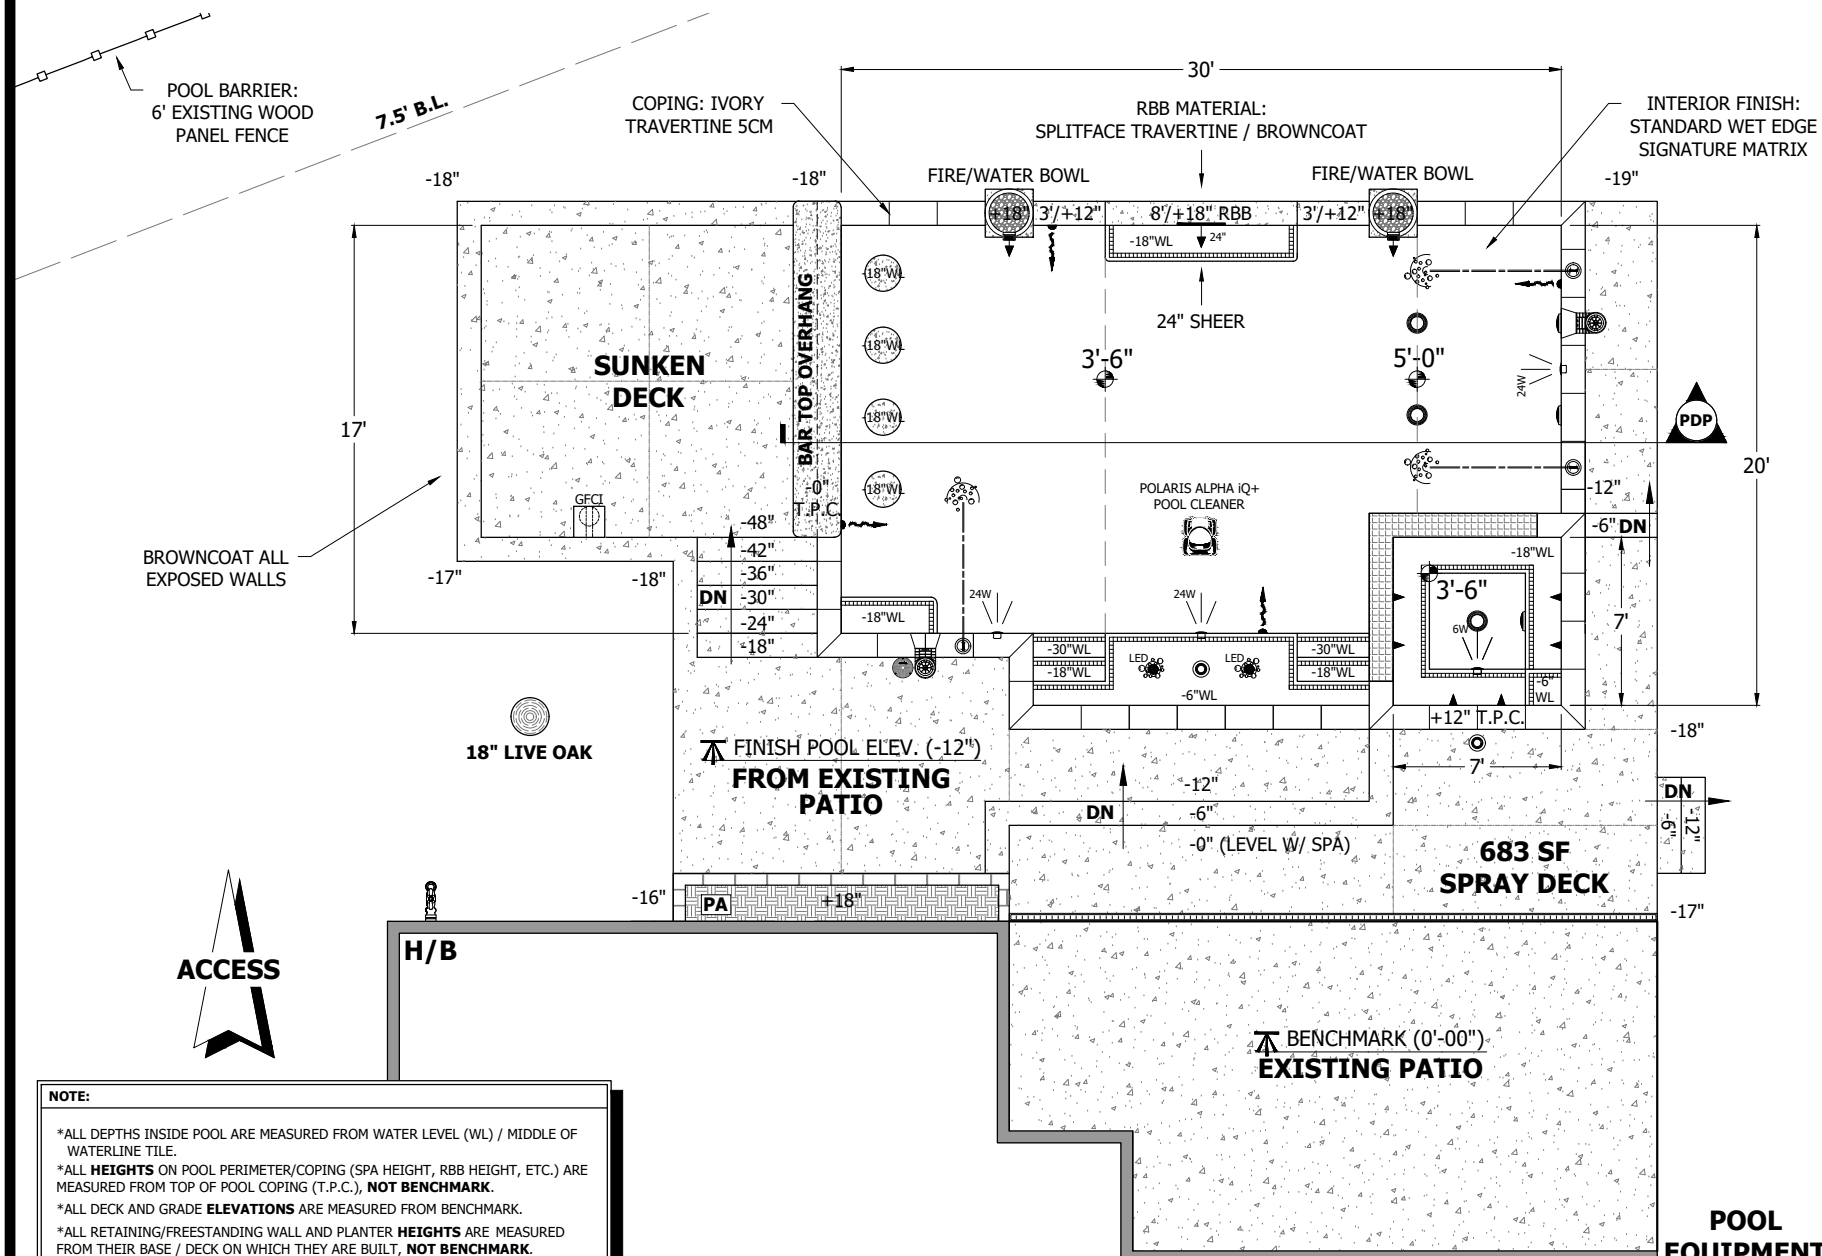 POOL BARRIER:
6' EXISTING WOOD
PANEL FENCE
7.5' B.L.
COPING: IVORY
TRAVERTINE 5CM
30'
RBB MATERIAL:
SPLITFACE TRAVERTINE / BROWNCOAT
INTERIOR FINISH:
STANDARD WET EDGE
SIGNATURE MATRIX
-18"
-18"
FIRE/WATER BOWL
FIRE/WATER BOWL
-19"
+18"
3'/+12"
8'/+18" RBB
3'/+12"
+18"
-18"WL
24"
24" SHEER
-18"WL
-18"WL
-18"WL
-18"WL
BAR TOP OVERHANG
-0"
T.P.C.
SUNKEN
DECK
17'
3'-6"
5'-0"
24W
PDP
20'
POLARIS ALPHA iQ+
POOL CLEANER
GFCI
BROWNCOAT ALL
EXPOSED WALLS
-17"
-18"
-48"
-42"
-36"
DN
-30"
-24"
-18"
-18"WL
24W
24W
-12"
-6" DN
-18"WL
3'-6"
6W
7'
-30"WL
-18"WL
LED
LED
-6"WL
-30"WL
-18"WL
-6"
WL
+12" T.P.C.
7'
-18"
18" LIVE OAK
FINISH POOL ELEV. (-12")
FROM EXISTING
PATIO
-12"
DN
-6"
-0" (LEVEL W/ SPA)
683 SF
SPRAY DECK
DN
-6"
-12"
-17"
-16"
PA
+18"
H/B
ACCESS
BENCHMARK (0'-00")
EXISTING PATIO
NOTE:
*ALL DEPTHS INSIDE POOL ARE MEASURED FROM WATER LEVEL (WL) / MIDDLE OF
WATERLINE TILE.
*ALL HEIGHTS ON POOL PERIMETER/COPING (SPA HEIGHT, RBB HEIGHT, ETC.) ARE
MEASURED FROM TOP OF POOL COPING (T.P.C.), NOT BENCHMARK.
*ALL DECK AND GRADE ELEVATIONS ARE MEASURED FROM BENCHMARK.
*ALL RETAINING/FREESTANDING WALL AND PLANTER HEIGHTS ARE MEASURED
FROM THEIR BASE / DECK ON WHICH THEY ARE BUILT, NOT BENCHMARK.
POOL
EQUIPMENT